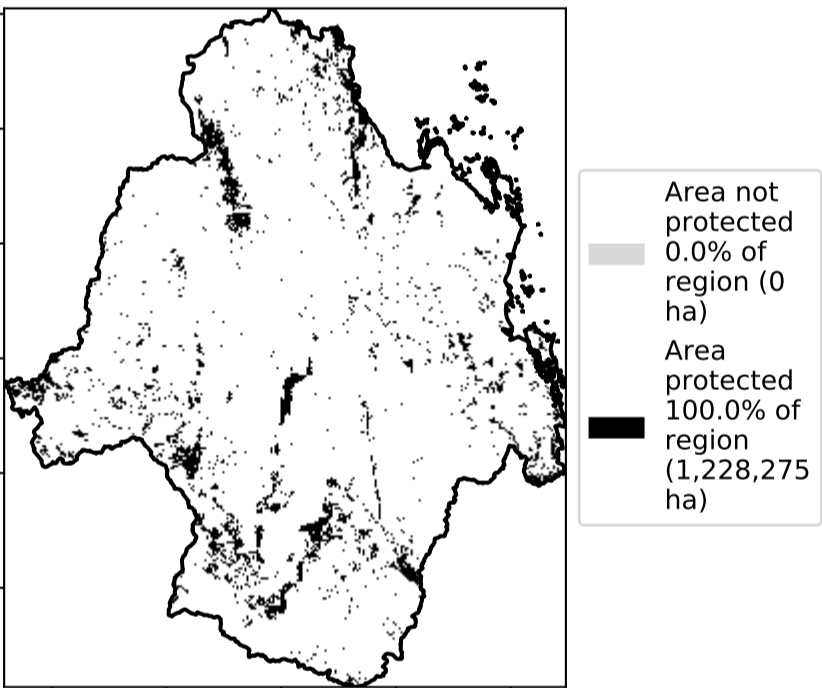 Area not
protected
0.0% of
region (0
ha)
Area
protected
100.0% of
region
(1,228,275
ha)